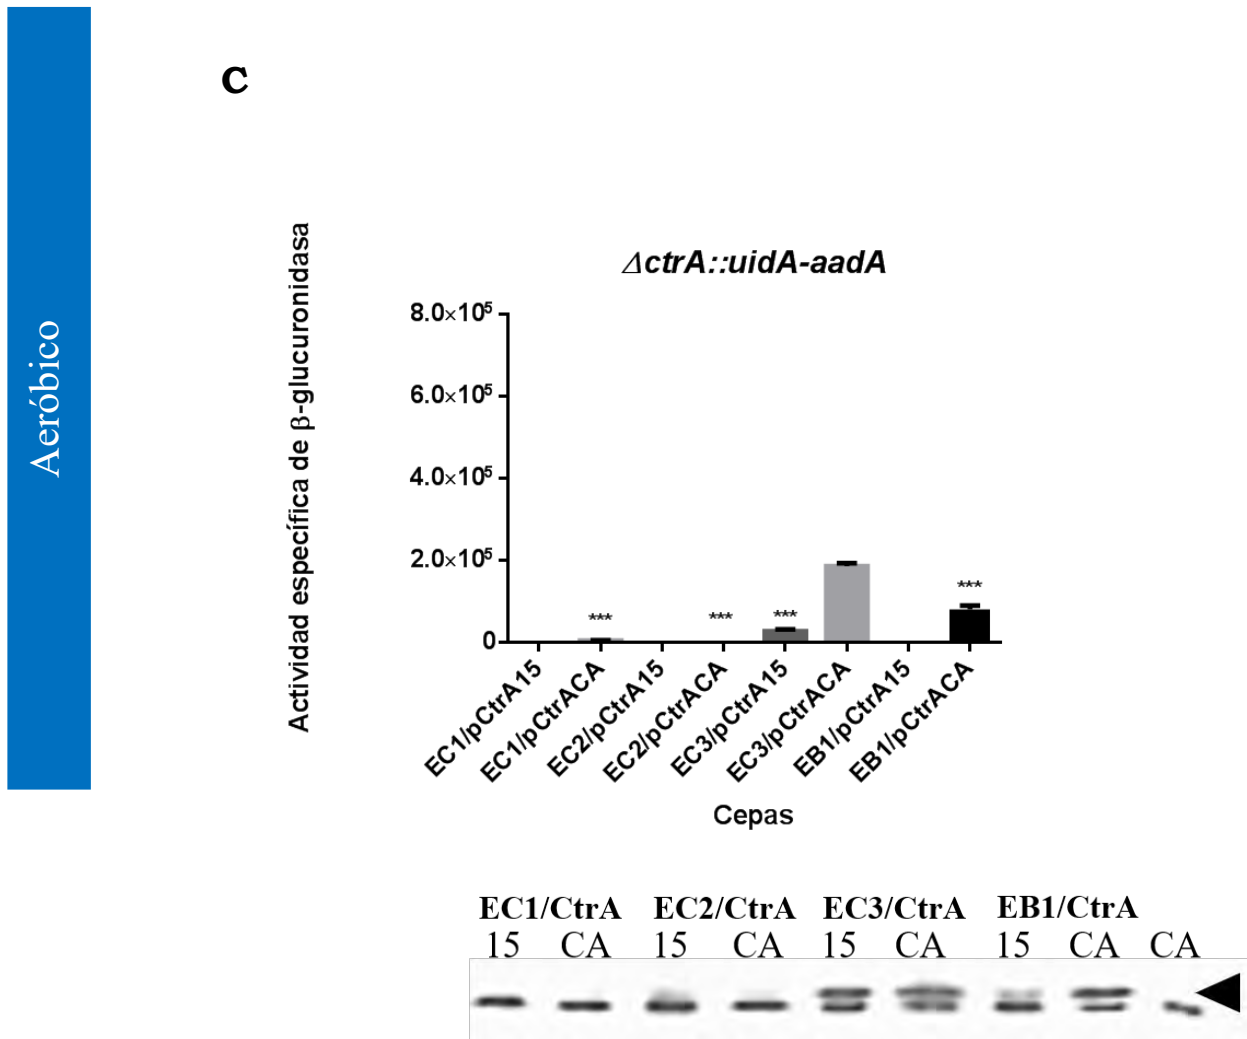 Aeróbico
C
ΔctrA::uidA-aadA
Actividad específica de β-glucuronidasa
8.0×10⁵
6.0×10⁵
4.0×10⁵
2.0×10⁵
0
*** *** *** ***
EC1/pCtrA15
EC1/pCtrACA
EC2/pCtrA15
EC2/pCtrACA
EC3/pCtrA15
EC3/pCtrACA
EB1/pCtrA15
EB1/pCtrACA
Cepas
EC1/CtrA EC2/CtrA EC3/CtrA EB1/CtrA
15 CA 15 CA 15 CA 15 CA CA